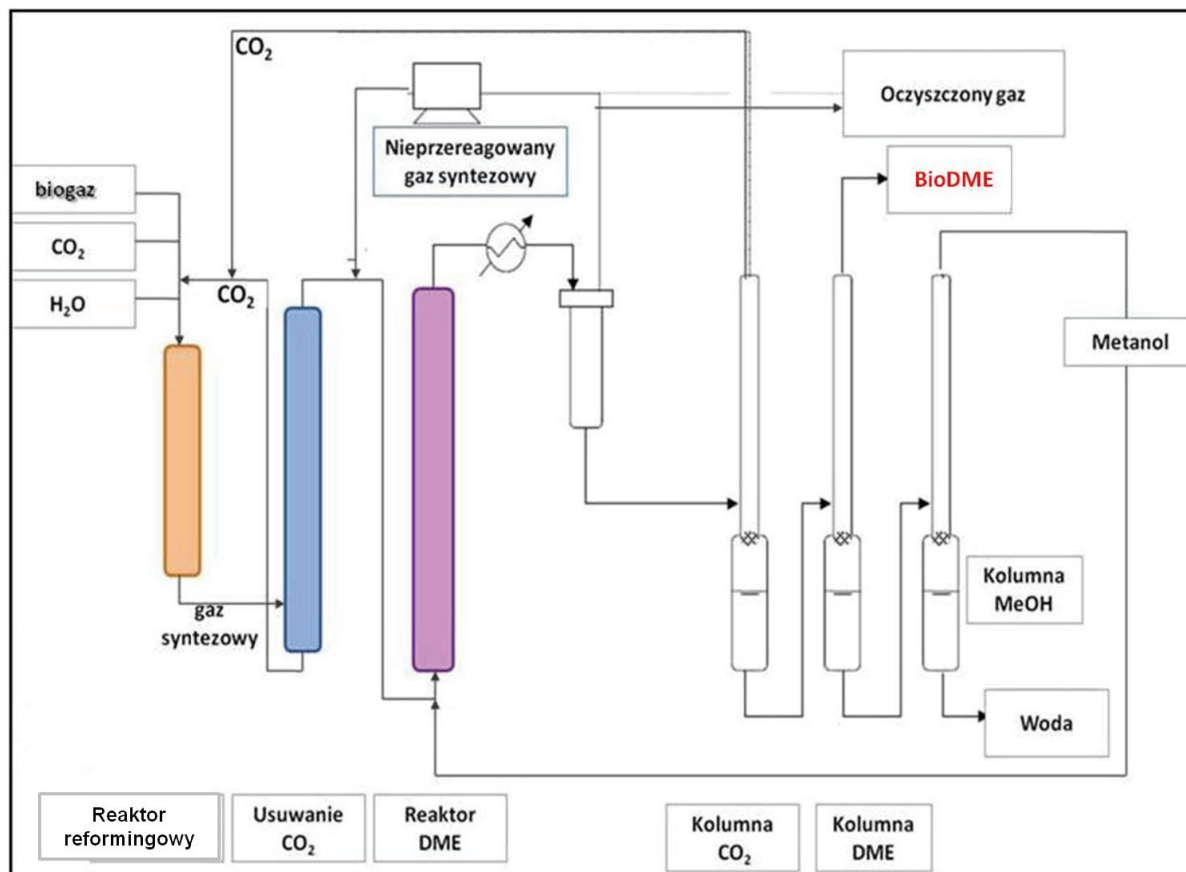 CO₂
Oczyszczony gaz
Nieprzereagowany
gaz syntezowy
BioDME
biogaz
CO₂
H₂O
CO₂
Metanol
gaz
syntezowy
Kolumna
MeOH
Woda
Reaktor
reformingowy
Usuwanie
CO₂
Reaktor
DME
Kolumna
CO₂
Kolumna
DME